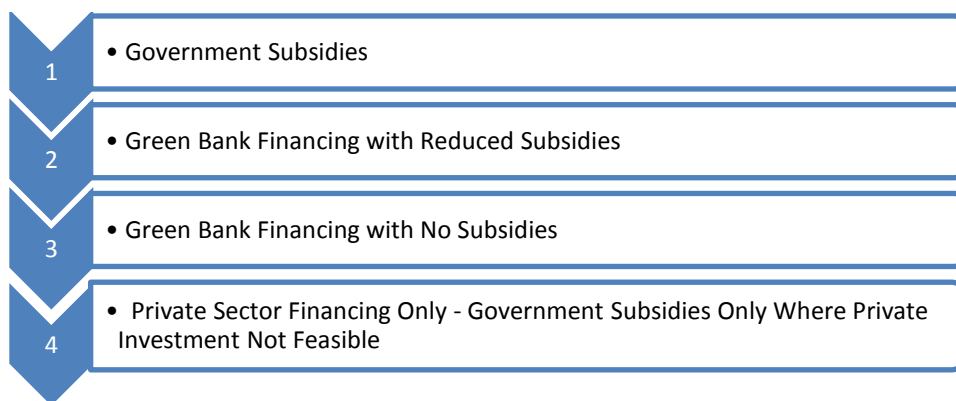 1
• Government Subsidies
2
• Green Bank Financing with Reduced Subsidies
3
• Green Bank Financing with No Subsidies
4
• Private Sector Financing Only - Government Subsidies Only Where Private
Investment Not Feasible